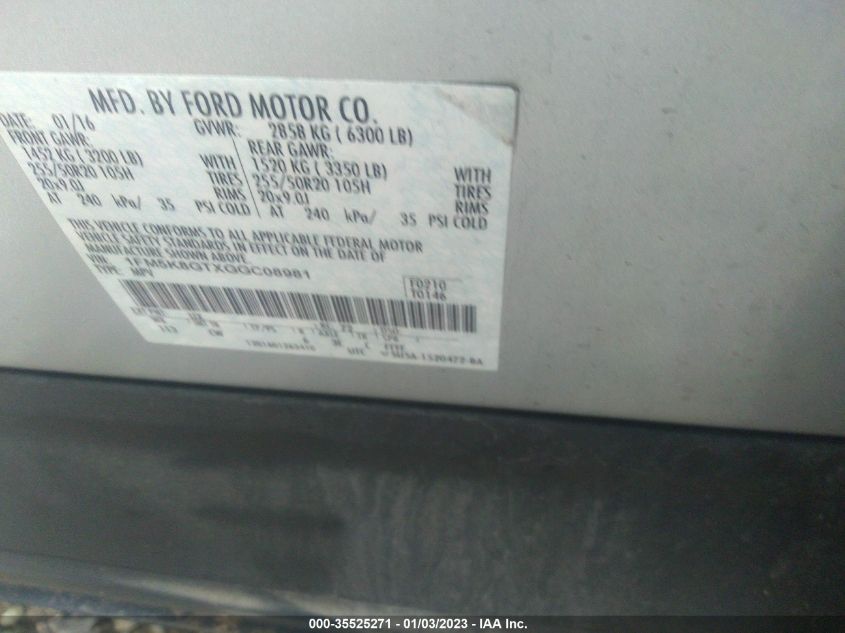 MFD. BY FORD MOTOR CO.
DATE: 01/16 GVWR: 2858 KG ( 6300 LB)
FRONT GAWR: REAR GAWR:
1452 KG ( 3200 LB) WITH 1520 KG ( 3350 LB) WITH
255/50R20 105H TIRES 255/50R20 105H TIRES
20x9.0J RIMS 20x9.0J RIMS
AT 240 kPa/ 35 PSI COLD AT 240 kPa/ 35 PSI COLD
THIS VEHICLE CONFORMS TO ALL APPLICABLE FEDERAL MOTOR
VEHICLE SAFETY STANDARDS IN EFFECT ON THE DATE OF
MANUFACTURE SHOWN ABOVE.
VIN: 1FM5K8GTXGGC08981
TYPE: MPV
F0210
T0146
UTC
000-35525271 - 01/03/2023 - IAA Inc.